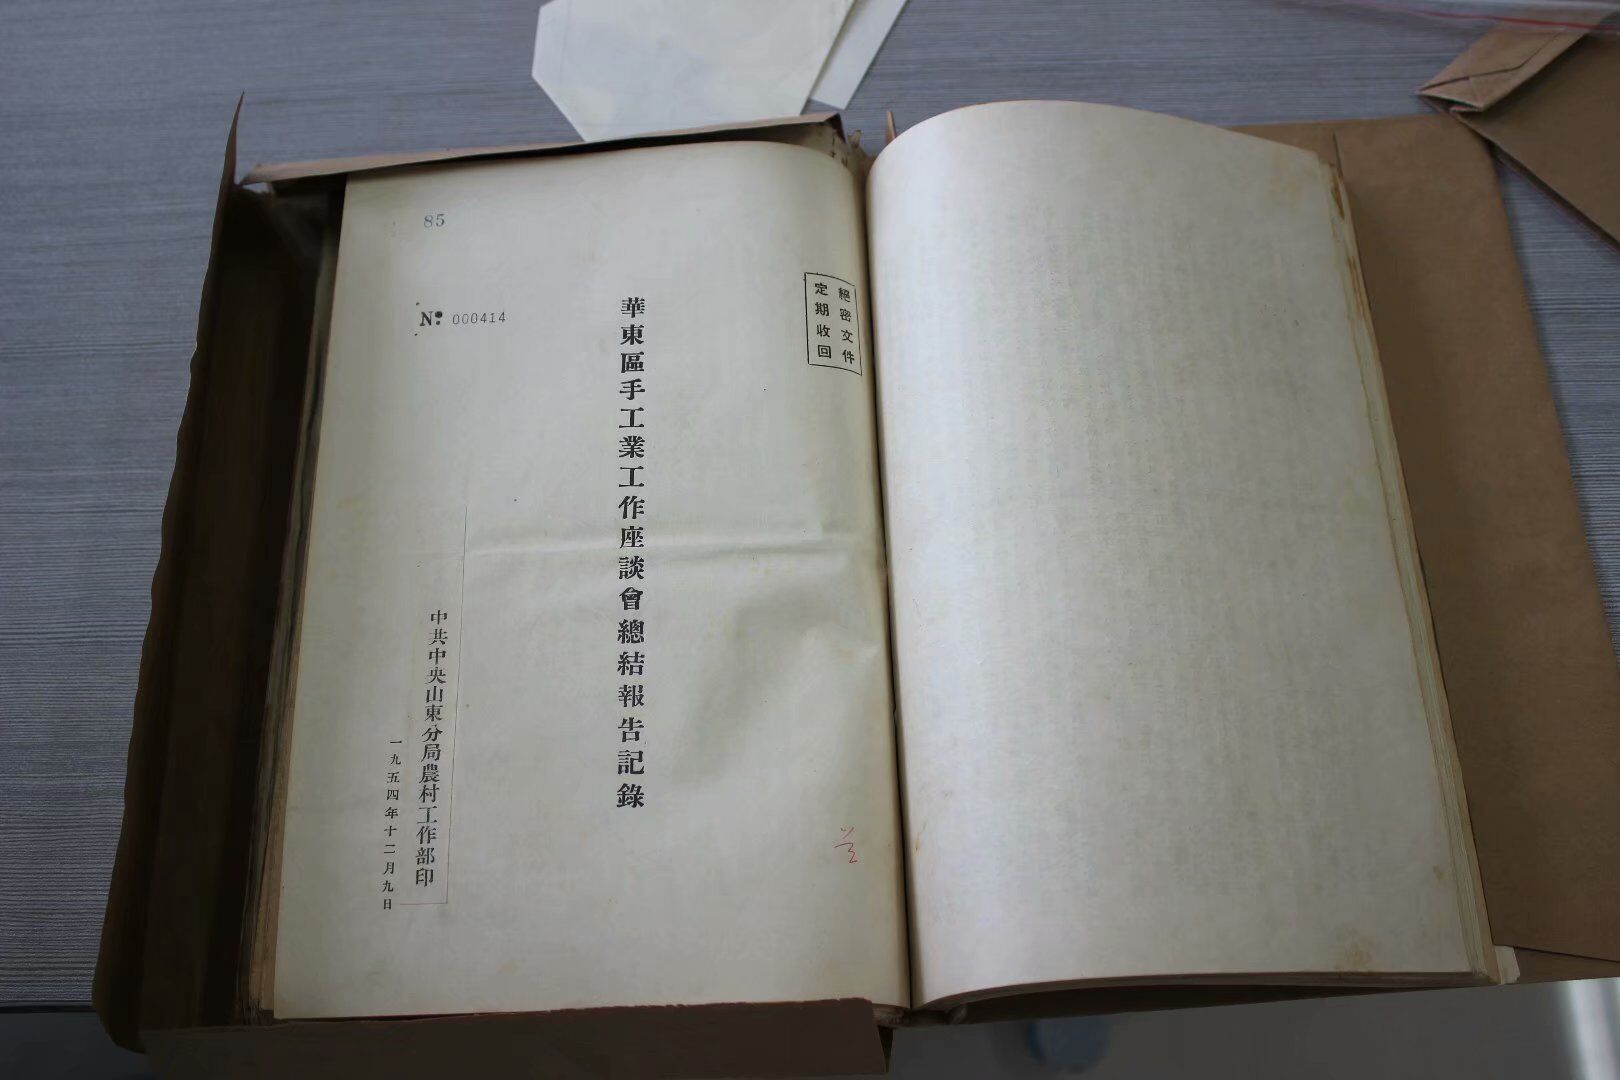 絕密文件
定期收回
華東區手工業工作座談會總結報告記錄
85
№ 000414
中共中央山東分局農村工作部印
一九五四年十二月九日